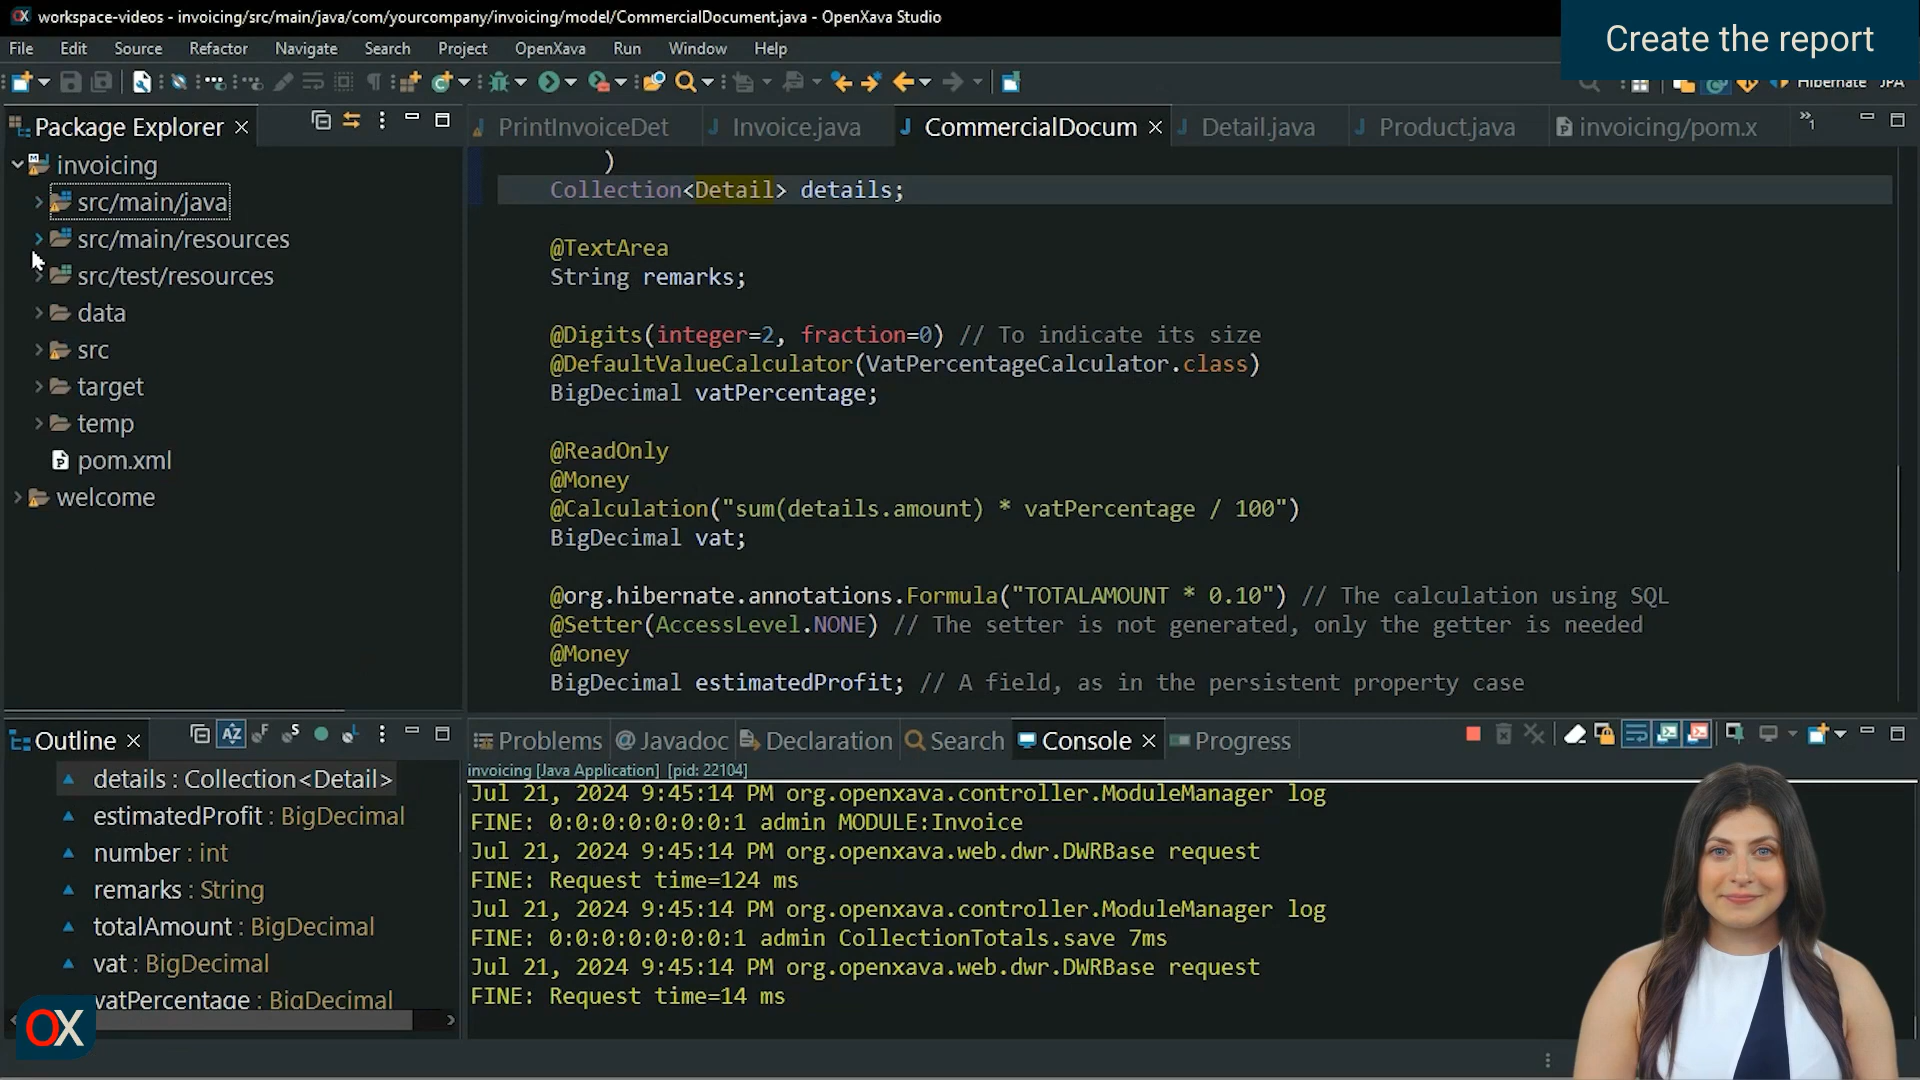 workspace-videos - invoicing/src/main/java/com/yourcompany/invoicing/model/CommercialDocument.java - OpenXava Studio
Create the report
File Edit Source Refactor Navigate Search Project OpenXava Run Window Help
Hibernate JPA
Package Explorer
invoicing
src/main/java
src/main/resources
src/test/resources
data
src
target
temp
pom.xml
welcome
PrintInvoiceDet Invoice.java CommercialDocum Detail.java Product.java invoicing/pom.x »1
)
Collection<Detail> details;
@TextArea
String remarks;
@Digits(integer=2, fraction=0) // To indicate its size
@DefaultValueCalculator(VatPercentageCalculator.class)
BigDecimal vatPercentage;
@ReadOnly
@Money
@Calculation("sum(details.amount) * vatPercentage / 100")
BigDecimal vat;
@org.hibernate.annotations.Formula("TOTALAMOUNT * 0.10") // The calculation using SQL
@Setter(AccessLevel.NONE) // The setter is not generated, only the getter is needed
@Money
BigDecimal estimatedProfit; // A field, as in the persistent property case
Outline
details : Collection<Detail>
estimatedProfit : BigDecimal
number : int
remarks : String
totalAmount : BigDecimal
vat : BigDecimal
vatPercentage : BigDecimal
OX
Problems @ Javadoc Declaration Search Console Progress
invoicing [Java Application] [pid: 22104]
Jul 21, 2024 9:45:14 PM org.openxava.controller.ModuleManager log
FINE: 0:0:0:0:0:0:0:1 admin MODULE:Invoice
Jul 21, 2024 9:45:14 PM org.openxava.web.dwr.DWRBase request
FINE: Request time=124 ms
Jul 21, 2024 9:45:14 PM org.openxava.controller.ModuleManager log
FINE: 0:0:0:0:0:0:0:1 admin CollectionTotals.save 7ms
Jul 21, 2024 9:45:14 PM org.openxava.web.dwr.DWRBase request
FINE: Request time=14 ms